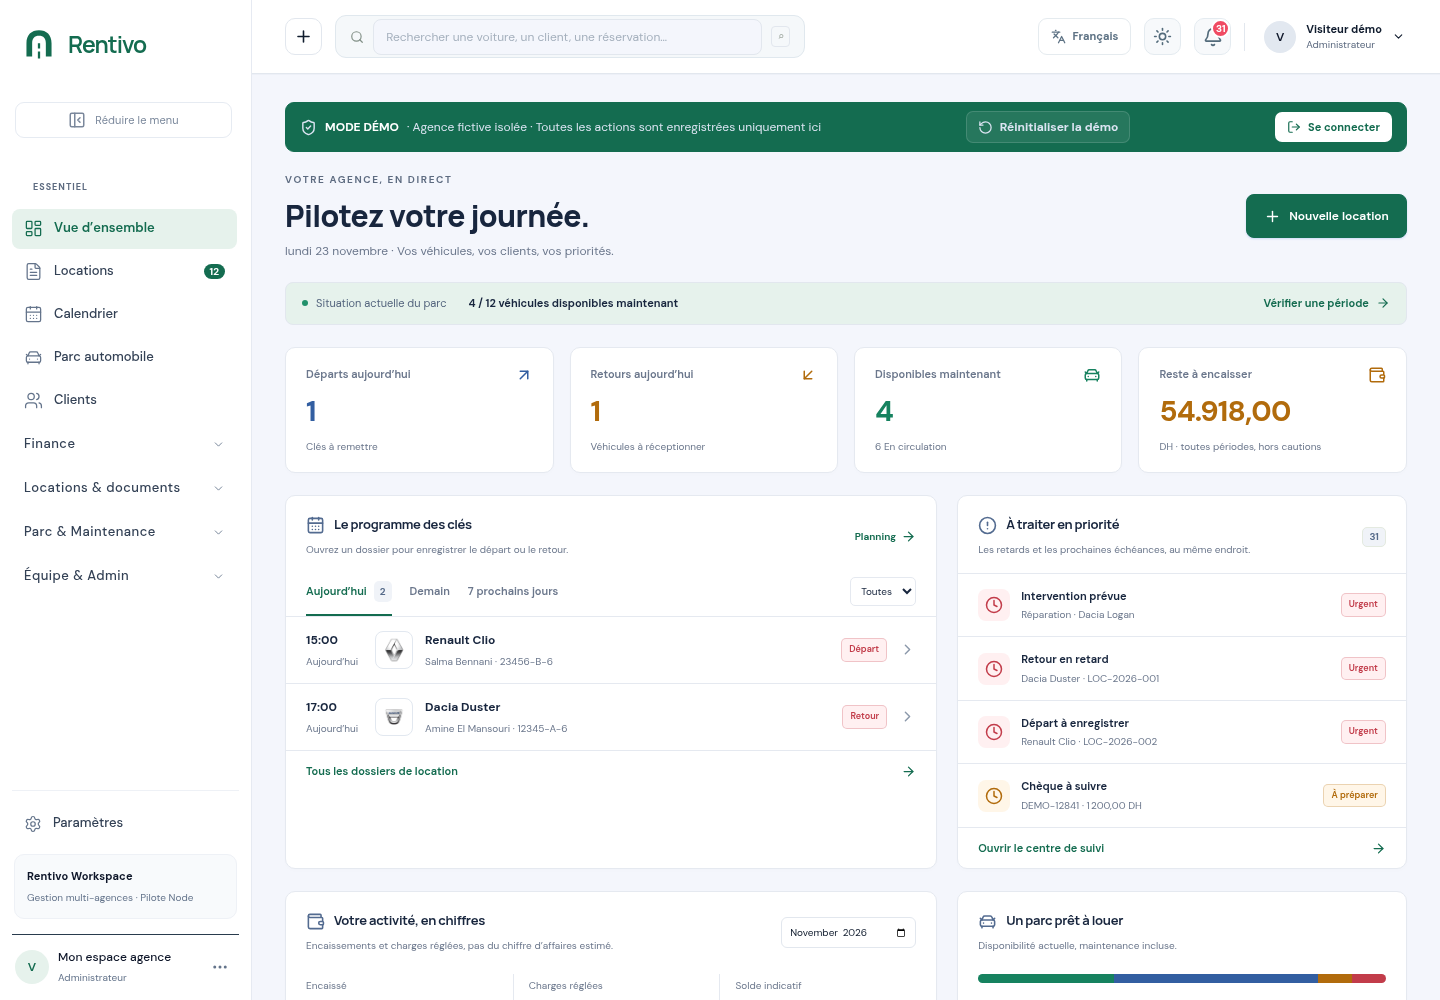 Rentivo
Réduire le menu
ESSENTIEL
Vue d’ensemble
Locations
12
Calendrier
Parc automobile
Clients
Finance
Locations & documents
Parc & Maintenance
Équipe & Admin
Paramètres
Rentivo Workspace
Gestion multi-agences · Pilote Node
V
Mon espace agence
Administrateur
Rechercher une voiture, un client, une réservation…
Français
31
V
Visiteur démo
Administrateur
MODE DÉMO · Agence fictive isolée · Toutes les actions sont enregistrées uniquement ici
Réinitialiser la démo
Se connecter
VOTRE AGENCE, EN DIRECT
Pilotez votre journée.
lundi 23 novembre · Vos véhicules, vos clients, vos priorités.
Nouvelle location
Situation actuelle du parc
4 / 12 véhicules disponibles maintenant
Vérifier une période
Départs aujourd’hui
1
Clés à remettre
Retours aujourd’hui
1
Véhicules à réceptionner
Disponibles maintenant
4
6 En circulation
Reste à encaisser
54.918,00
DH · toutes périodes, hors cautions
Le programme des clés
Ouvrez un dossier pour enregistrer le départ ou le retour.
Planning
Aujourd’hui 2
Demain
7 prochains jours
Toutes
15:00
Aujourd’hui
Renault Clio
Salma Bennani · 23456-B-6
Départ
17:00
Aujourd’hui
Dacia Duster
Amine El Mansouri · 12345-A-6
Retour
Tous les dossiers de location
À traiter en priorité
Les retards et les prochaines échéances, au même endroit.
31
Intervention prévue
Réparation · Dacia Logan
Urgent
Retour en retard
Dacia Duster · LOC-2026-001
Urgent
Départ à enregistrer
Renault Clio · LOC-2026-002
Urgent
Chèque à suivre
DEMO-12841 · 1 200,00 DH
À préparer
Ouvrir le centre de suivi
Votre activité, en chiffres
Encaissements et charges réglées, pas du chiffre d’affaires estimé.
November 2026
Encaissé
Charges réglées
Solde indicatif
Un parc prêt à louer
Disponibilité actuelle, maintenance incluse.